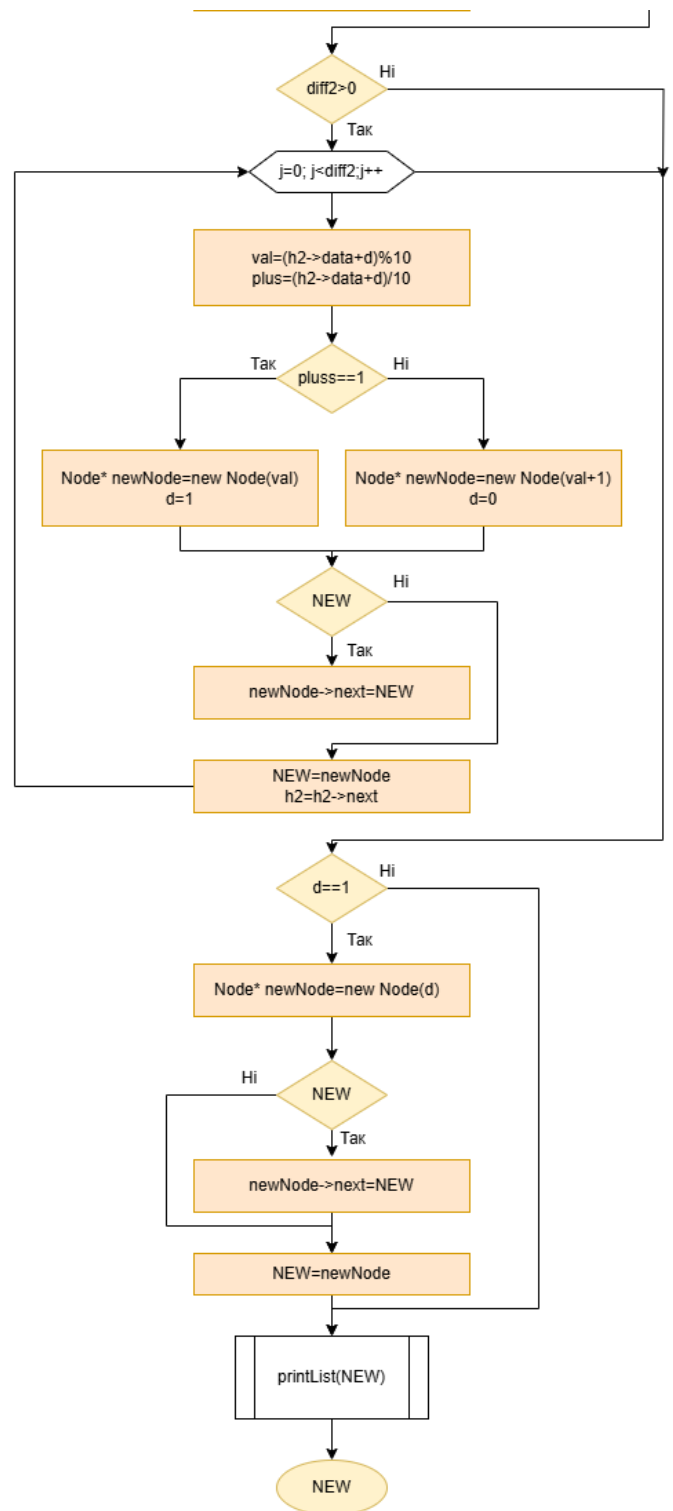 diff2>0
Ні
Так
j=0; j<diff2;j++
val=(h2->data+d)%10
plus=(h2->data+d)/10
Так
pluss==1
Ні
Node* newNode=new Node(val)
d=1
Node* newNode=new Node(val+1)
d=0
NEW
Ні
Так
newNode->next=NEW
NEW=newNode
h2=h2->next
d==1
Ні
Так
Node* newNode=new Node(d)
Ні
NEW
Так
newNode->next=NEW
NEW=newNode
printList(NEW)
NEW